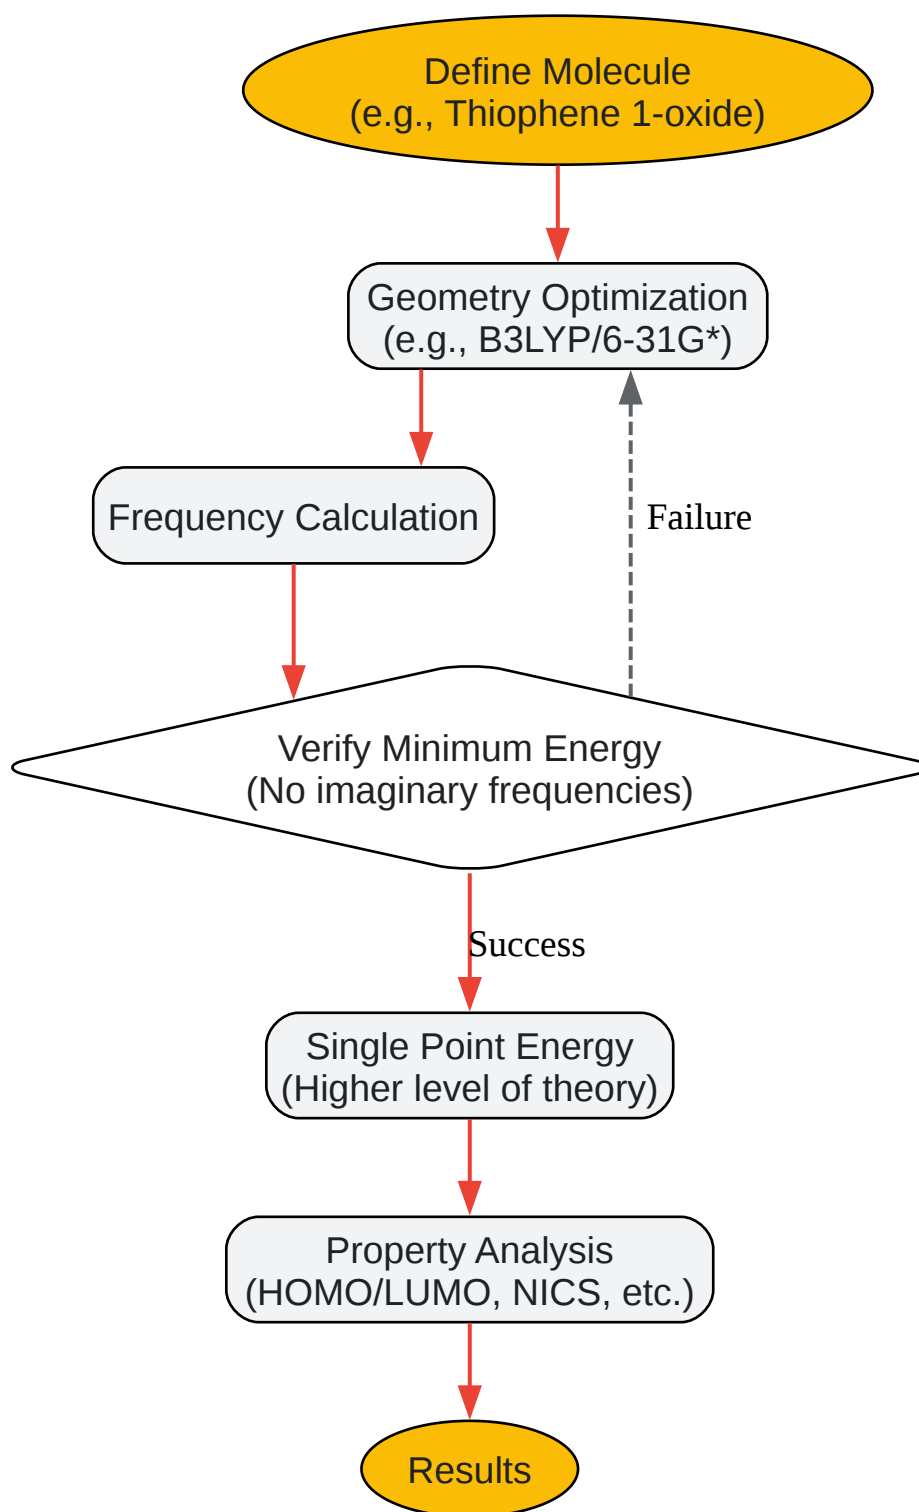 Define Molecule
(e.g., Thiophene 1-oxide)
Geometry Optimization
(e.g., B3LYP/6-31G*)
Frequency Calculation
Failure
Verify Minimum Energy
(No imaginary frequencies)
Success
Single Point Energy
(Higher level of theory)
Property Analysis
(HOMO/LUMO, NICS, etc.)
Results